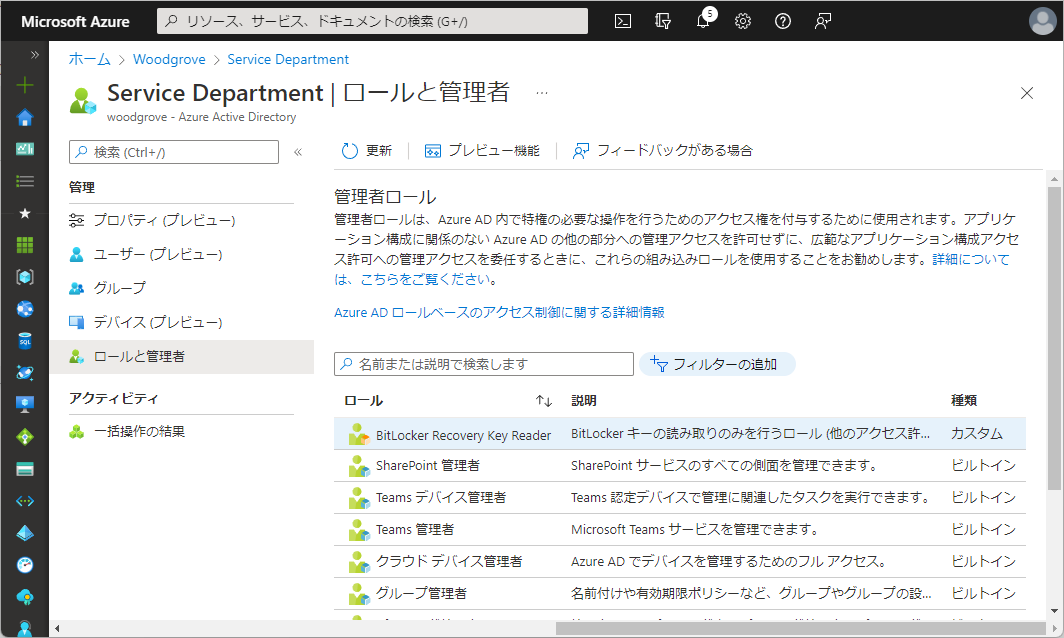 Microsoft Azure
リソース、サービス、ドキュメントの検索 (G+/)
5
ホーム > Woodgrove > Service Department
Service Department | ロールと管理者 …
woodgrove - Azure Active Directory
検索 (Ctrl+/)
管理
プロパティ (プレビュー)
ユーザー (プレビュー)
グループ
デバイス (プレビュー)
ロールと管理者
アクティビティ
一括操作の結果
更新
プレビュー機能
フィードバックがある場合
管理者ロール
管理者ロールは、Azure AD 内で特権の必要な操作を行うためのアクセス権を付与するために使用されます。アプリケ
ーション構成に関係のない Azure AD の他の部分への管理アクセスを許可せずに、広範なアプリケーション構成アクセ
ス許可への管理アクセスを委任するときに、これらの組み込みロールを使用することをお勧めします。詳細について
は、こちらをご覧ください。
Azure AD ロールベースのアクセス制御に関する詳細情報
名前または説明で検索します
フィルターの追加
ロール 説明 種類
BitLocker Recovery Key Reader BitLocker キーの読み取りのみを行うロール (他のアクセス許... カスタム
SharePoint 管理者 SharePoint サービスのすべての側面を管理できます。 ビルトイン
Teams デバイス管理者 Teams 認定デバイスで管理に関連したタスクを実行できます。 ビルトイン
Teams 管理者 Microsoft Teams サービスを管理できます。 ビルトイン
クラウド デバイス管理者 Azure AD でデバイスを管理するためのフル アクセス。 ビルトイン
グループ管理者 名前付けや有効期限ポリシーなど、グループやグループの設... ビルトイン